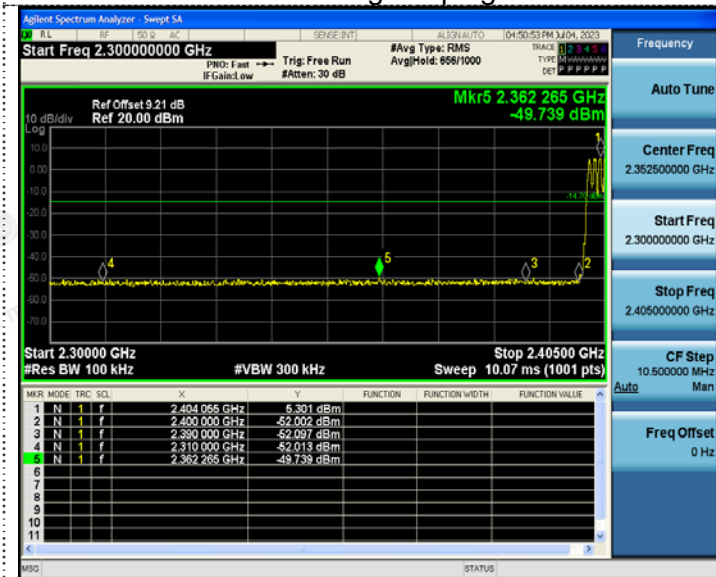 Agilent Spectrum Analyzer - Swept SA
RL RF 50 Ω AC SENSE:INT ALIGN AUTO 04:50:53 PM Jul 04, 2023
Start Freq 2.300000000 GHz
PNO: Fast
IFGain:Low
Trig: Free Run
#Atten: 30 dB
#Avg Type: RMS
Avg|Hold: 656/1000
TRACE 1 2 3 4 5 6
TYPE M
DET P P P P P P
Ref Offset 9.21 dB
10 dB/div Ref 20.00 dBm
Log
Mkr5 2.362 265 GHz
-49.739 dBm
10.0
0.00
-10.0
-20.0
-30.0
-40.0
-50.0
-60.0
-70.0
1
-14.70 dBm
4
5
3
2
Start 2.30000 GHz Stop 2.40500 GHz
#Res BW 100 kHz #VBW 300 kHz Sweep 10.07 ms (1001 pts)
MKR MODE TRC SCL X Y FUNCTION FUNCTION WIDTH FUNCTION VALUE
1 N 1 f 2.404 055 GHz 5.301 dBm
2 N 1 f 2.400 000 GHz -52.002 dBm
3 N 1 f 2.390 000 GHz -52.097 dBm
4 N 1 f 2.310 000 GHz -52.013 dBm
5 N 1 f 2.362 265 GHz -49.739 dBm
6
7
8
9
10
11
MSG STATUS
Frequency
Auto Tune
Center Freq
2.352500000 GHz
Start Freq
2.300000000 GHz
Stop Freq
2.405000000 GHz
CF Step
10.500000 MHz
Auto Man
Freq Offset
0 Hz